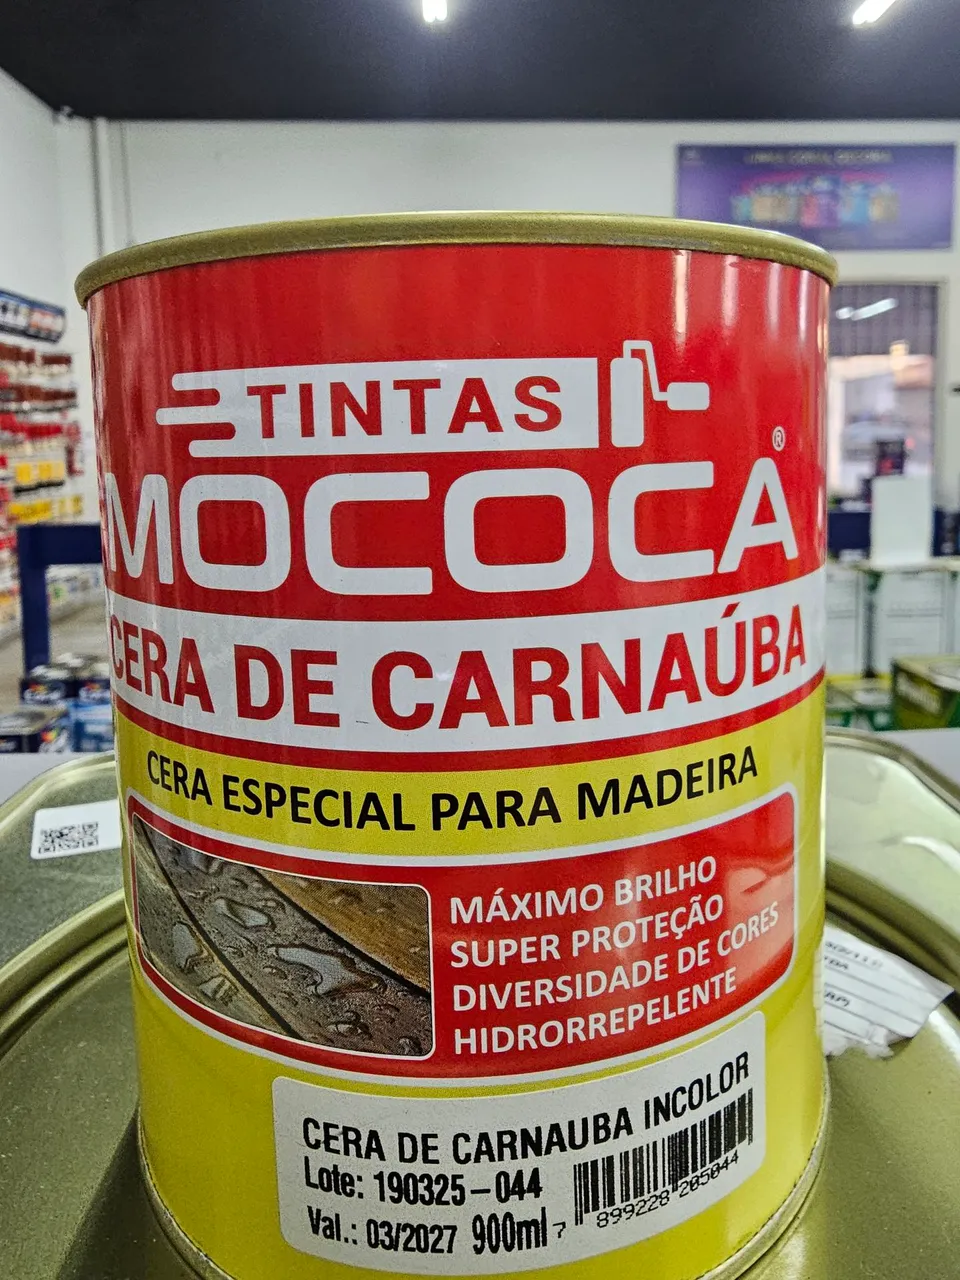 TINTAS
MOCOCA®
CERA DE CARNAÚBA
CERA ESPECIAL PARA MADEIRA
MÁXIMO BRILHO
SUPER PROTEÇÃO
DIVERSIDADE DE CORES
HIDRORREPELENTE
CERA DE CARNAUBA INCOLOR
Lote: 190325-044
Val.: 03/2027 900ml
7 899228 205044